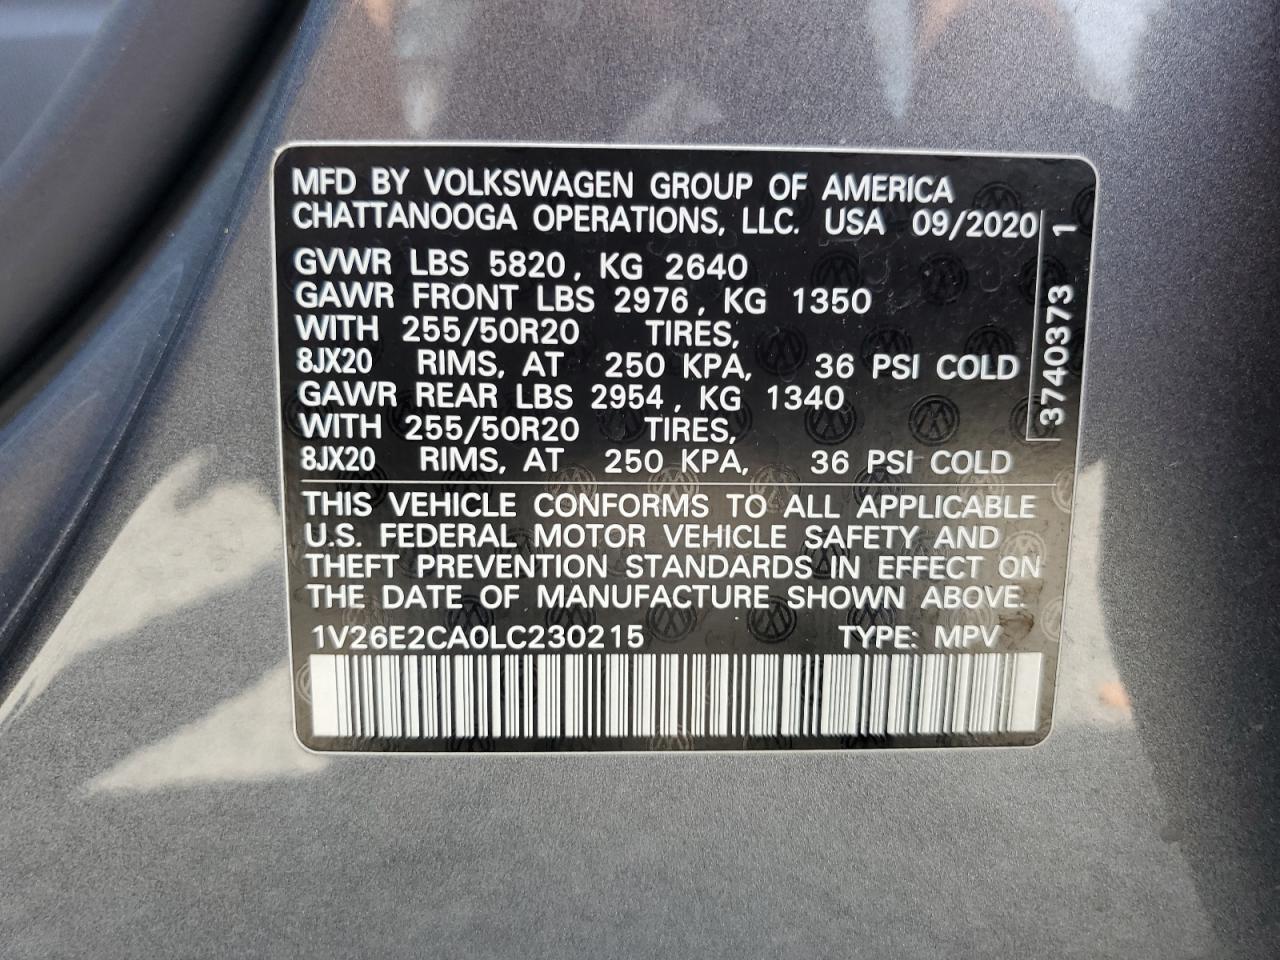 MFD BY VOLKSWAGEN GROUP OF AMERICA
CHATTANOOGA OPERATIONS, LLC. USA 09/2020
GVWR LBS 5820, KG 2640
GAWR FRONT LBS 2976, KG 1350
WITH 255/50R20 TIRES,
8JX20 RIMS, AT 250 KPA, 36 PSI COLD
GAWR REAR LBS 2954, KG 1340
WITH 255/50R20 TIRES,
8JX20 RIMS, AT 250 KPA, 36 PSI COLD
3740373 1
THIS VEHICLE CONFORMS TO ALL APPLICABLE
U.S. FEDERAL MOTOR VEHICLE SAFETY AND
THEFT PREVENTION STANDARDS IN EFFECT ON
THE DATE OF MANUFACTURE SHOWN ABOVE.
1V26E2CA0LC230215 TYPE: MPV